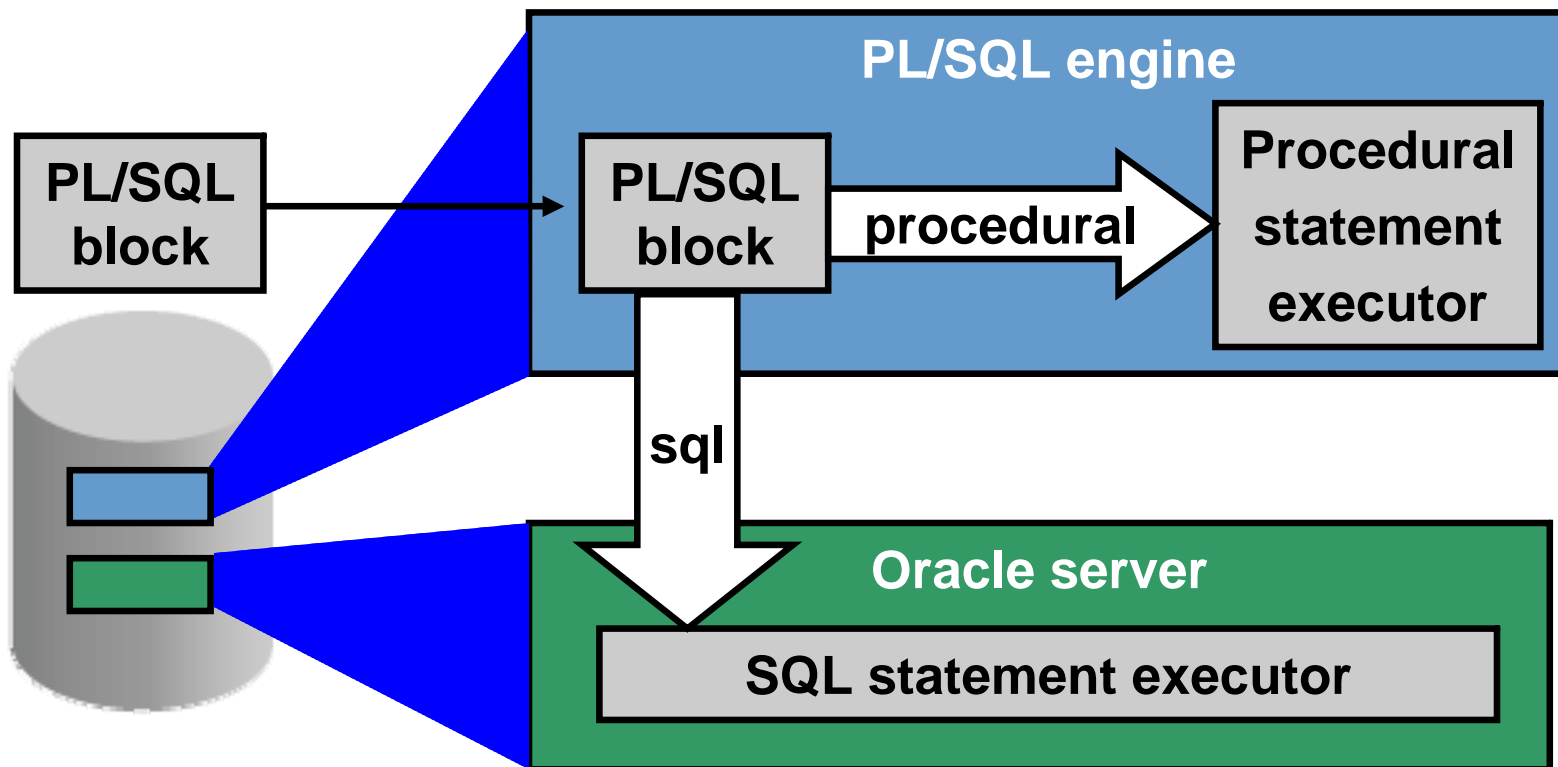 PL/SQL engine
PL/SQL
block
PL/SQL
block
procedural
Procedural
statement
executor
sql
Oracle server
SQL statement executor